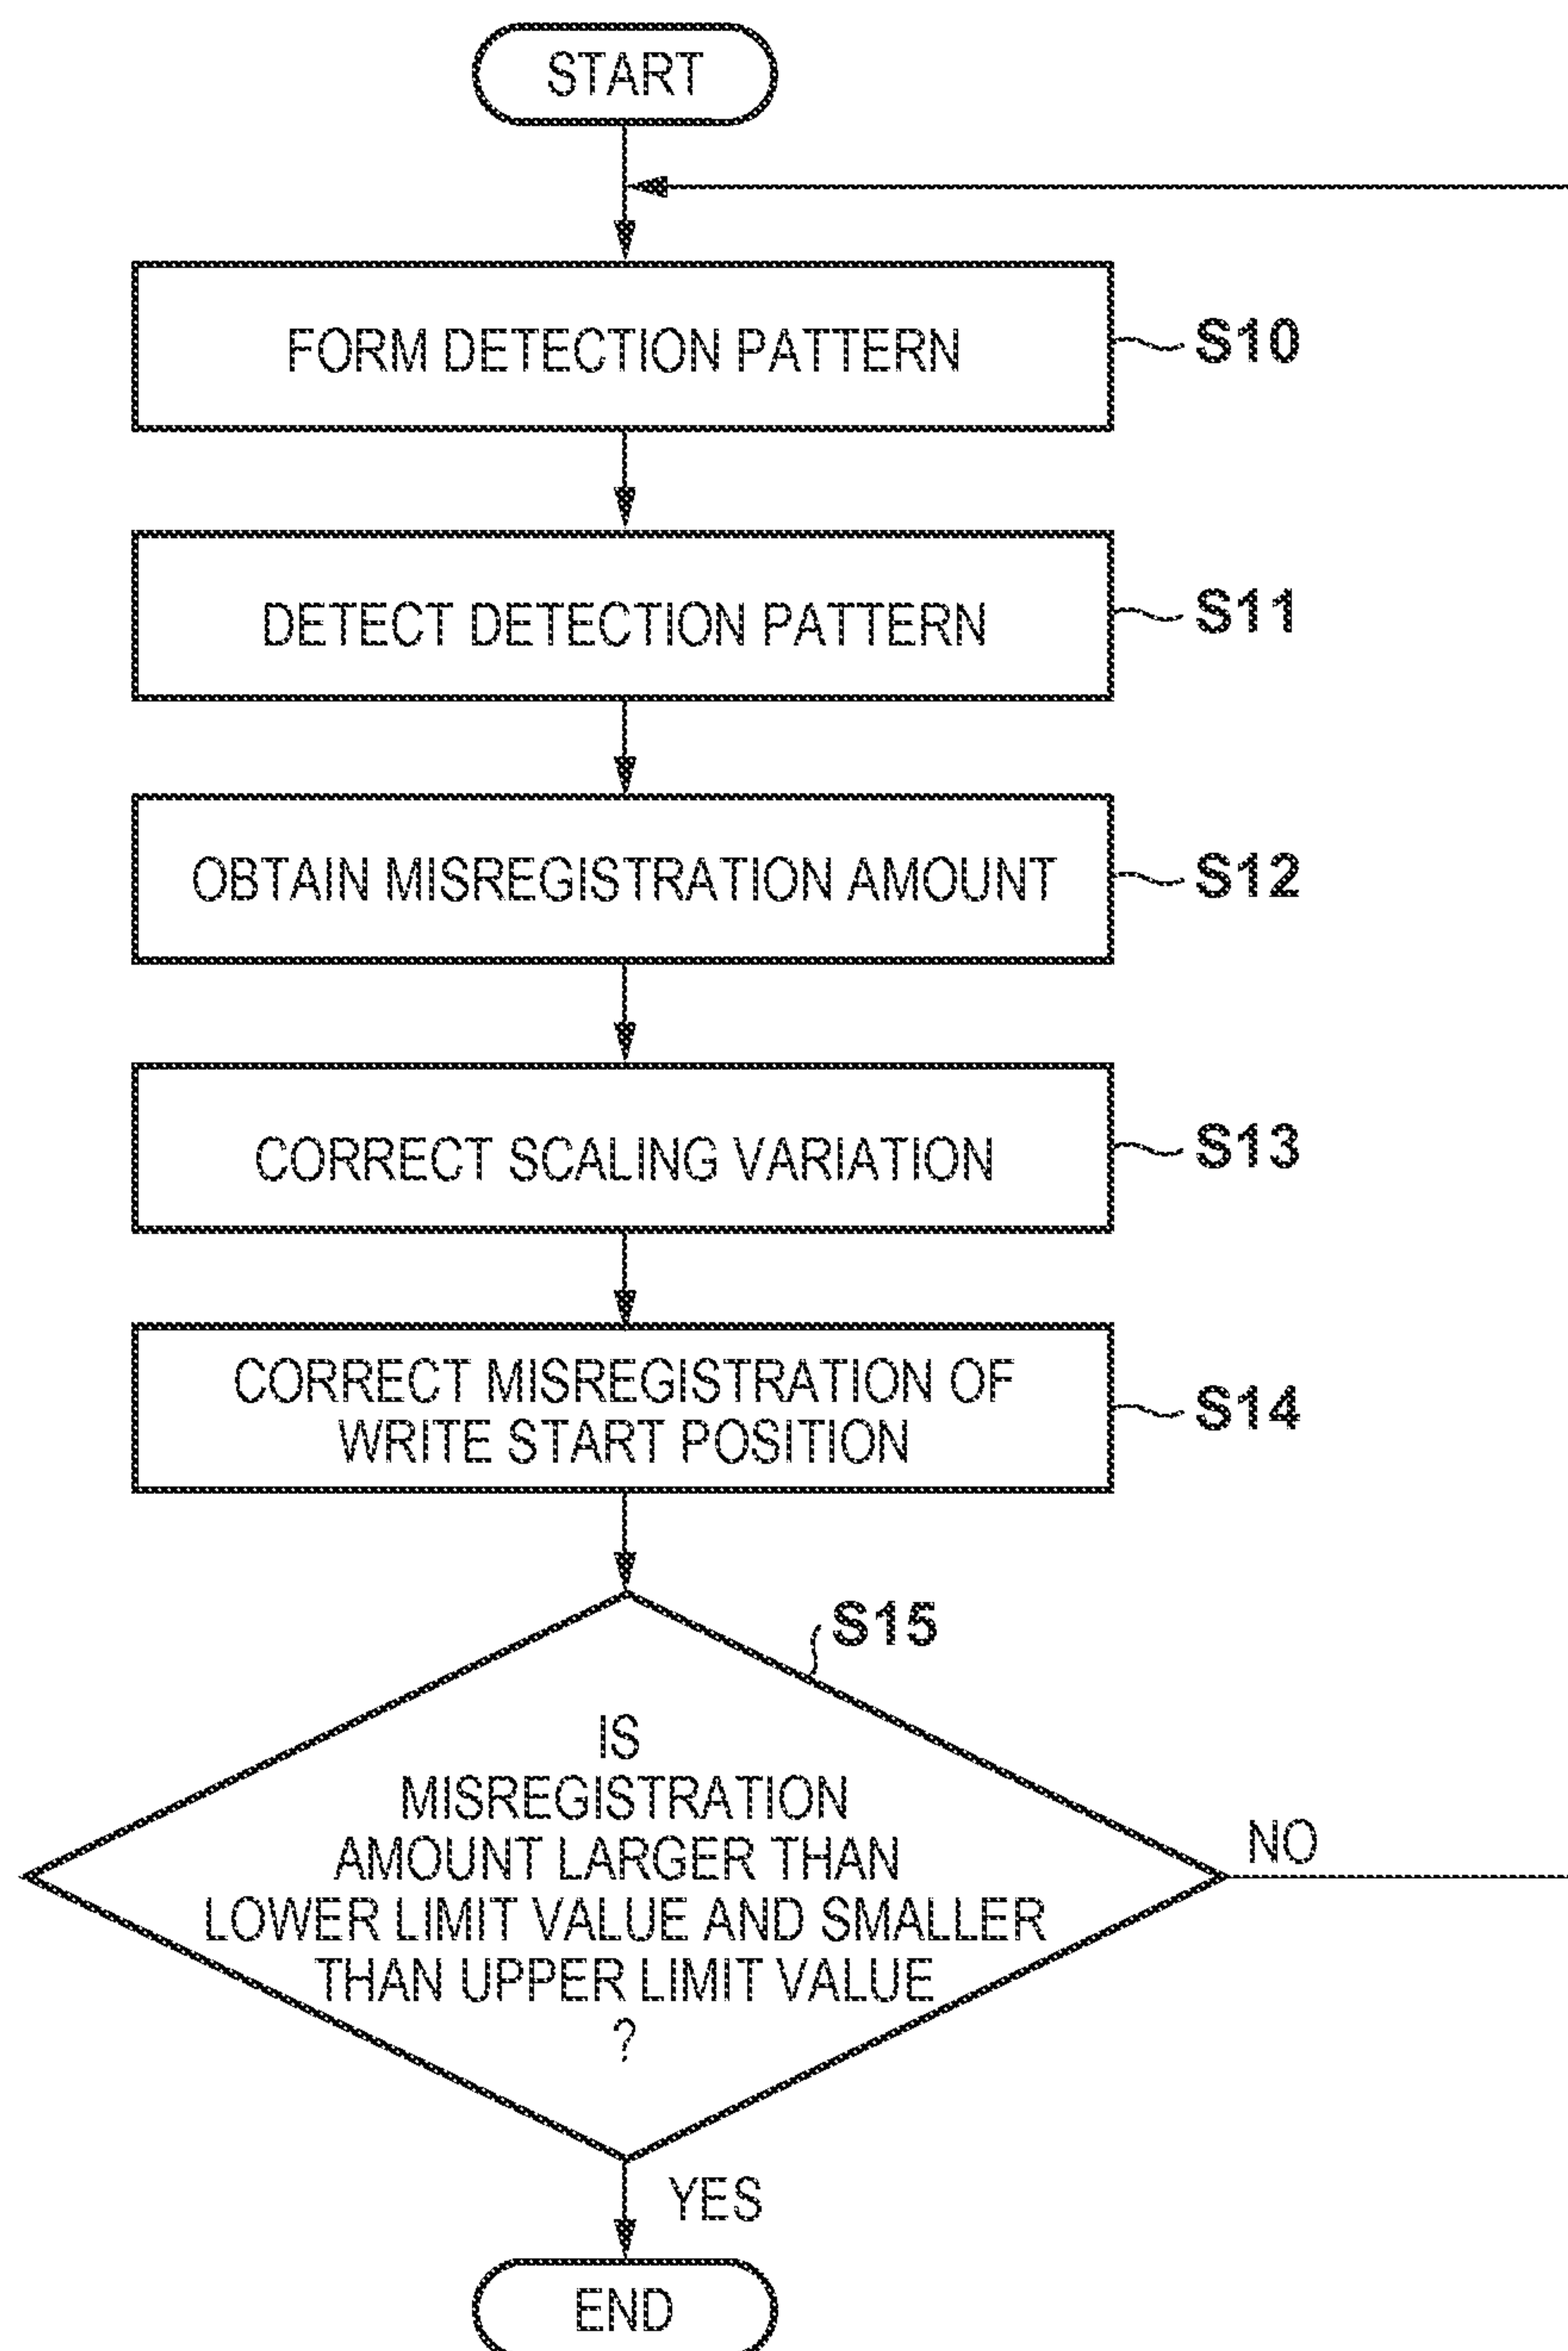 START
FORM DETECTION PATTERN
S10
DETECT DETECTION PATTERN
S11
OBTAIN MISREGISTRATION AMOUNT
S12
CORRECT SCALING VARIATION
S13
CORRECT MISREGISTRATION OF
WRITE START POSITION
S14
S15
IS
MISREGISTRATION
AMOUNT LARGER THAN
LOWER LIMIT VALUE AND SMALLER
THAN UPPER LIMIT VALUE
?
NO
YES
END